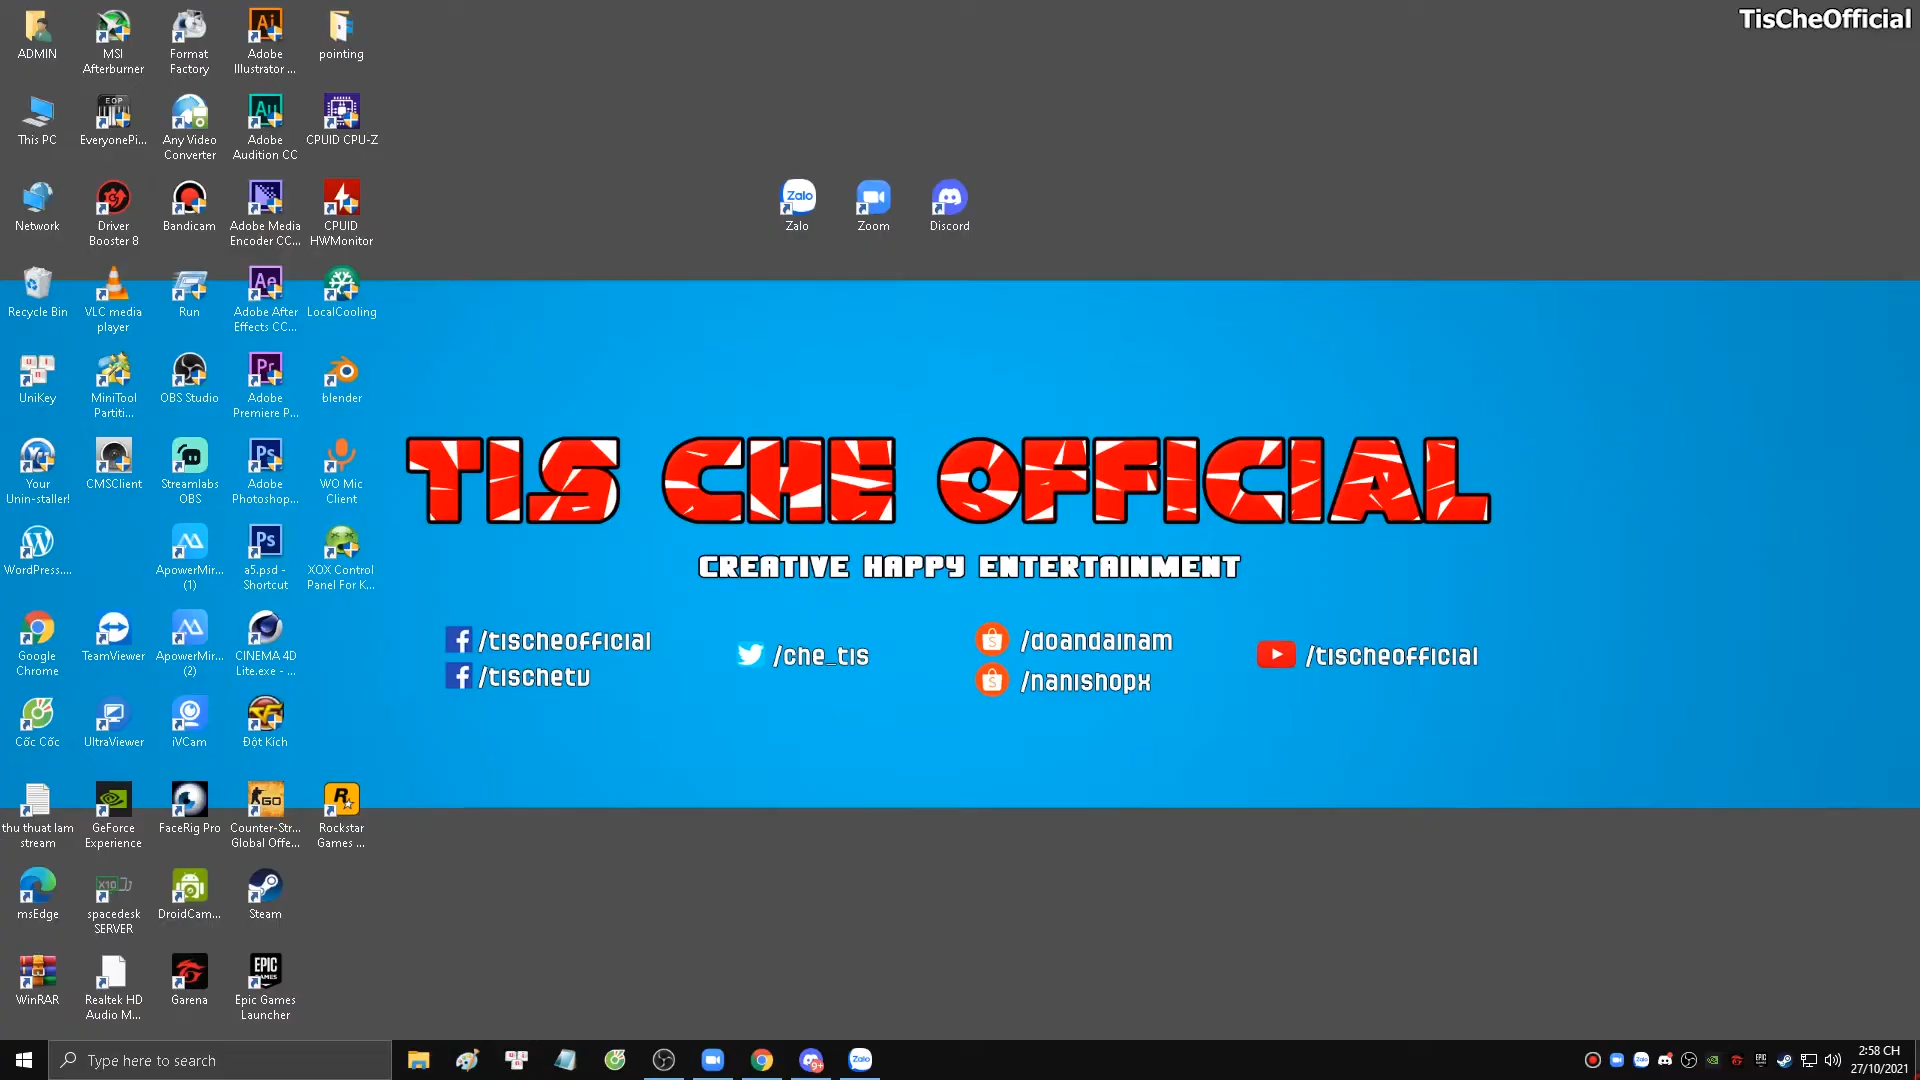 TisCheOfficial
ADMIN
MSI
Afterburner
Format
Factory
Adobe
Illustrator ...
pointing
This PC
EveryonePi...
Any Video
Converter
Adobe
Audition CC
CPUID CPU-Z
Network
Driver
Booster 8
Bandicam
Adobe Media
Encoder CC...
CPUID
HWMonitor
Zalo
Zalo
Zoom
Discord
Recycle Bin
VLC media
player
Run
Adobe After
Effects CC...
LocalCooling
UniKey
MiniTool
Partiti...
OBS Studio
Adobe
Premiere P...
blender
Your
Unin-staller!
CMSClient
Streamlabs
OBS
Adobe
Photoshop...
WO Mic
Client
WordPress....
ApowerMir...
(1)
a5.psd -
Shortcut
XOX Control
Panel For K...
Google
Chrome
TeamViewer
ApowerMir...
(2)
CINEMA 4D
Lite.exe - ...
Cốc Cốc
UltraViewer
iVCam
Đột Kích
thu thuat lam
stream
GeForce
Experience
FaceRig Pro
Counter-Str...
Global Offe...
Rockstar
Games ...
msEdge
spacedesk
SERVER
DroidCam...
Steam
WinRAR
Realtek HD
Audio M...
Garena
Epic Games
Launcher
TIS CHE OFFICIAL
CREATIVE HAPPY ENTERTAINMENT
/tischeofficial
/tischetv
/che_tis
/doandainam
/nanishopx
/tischeofficial
Type here to search
2:58 CH
27/10/2021